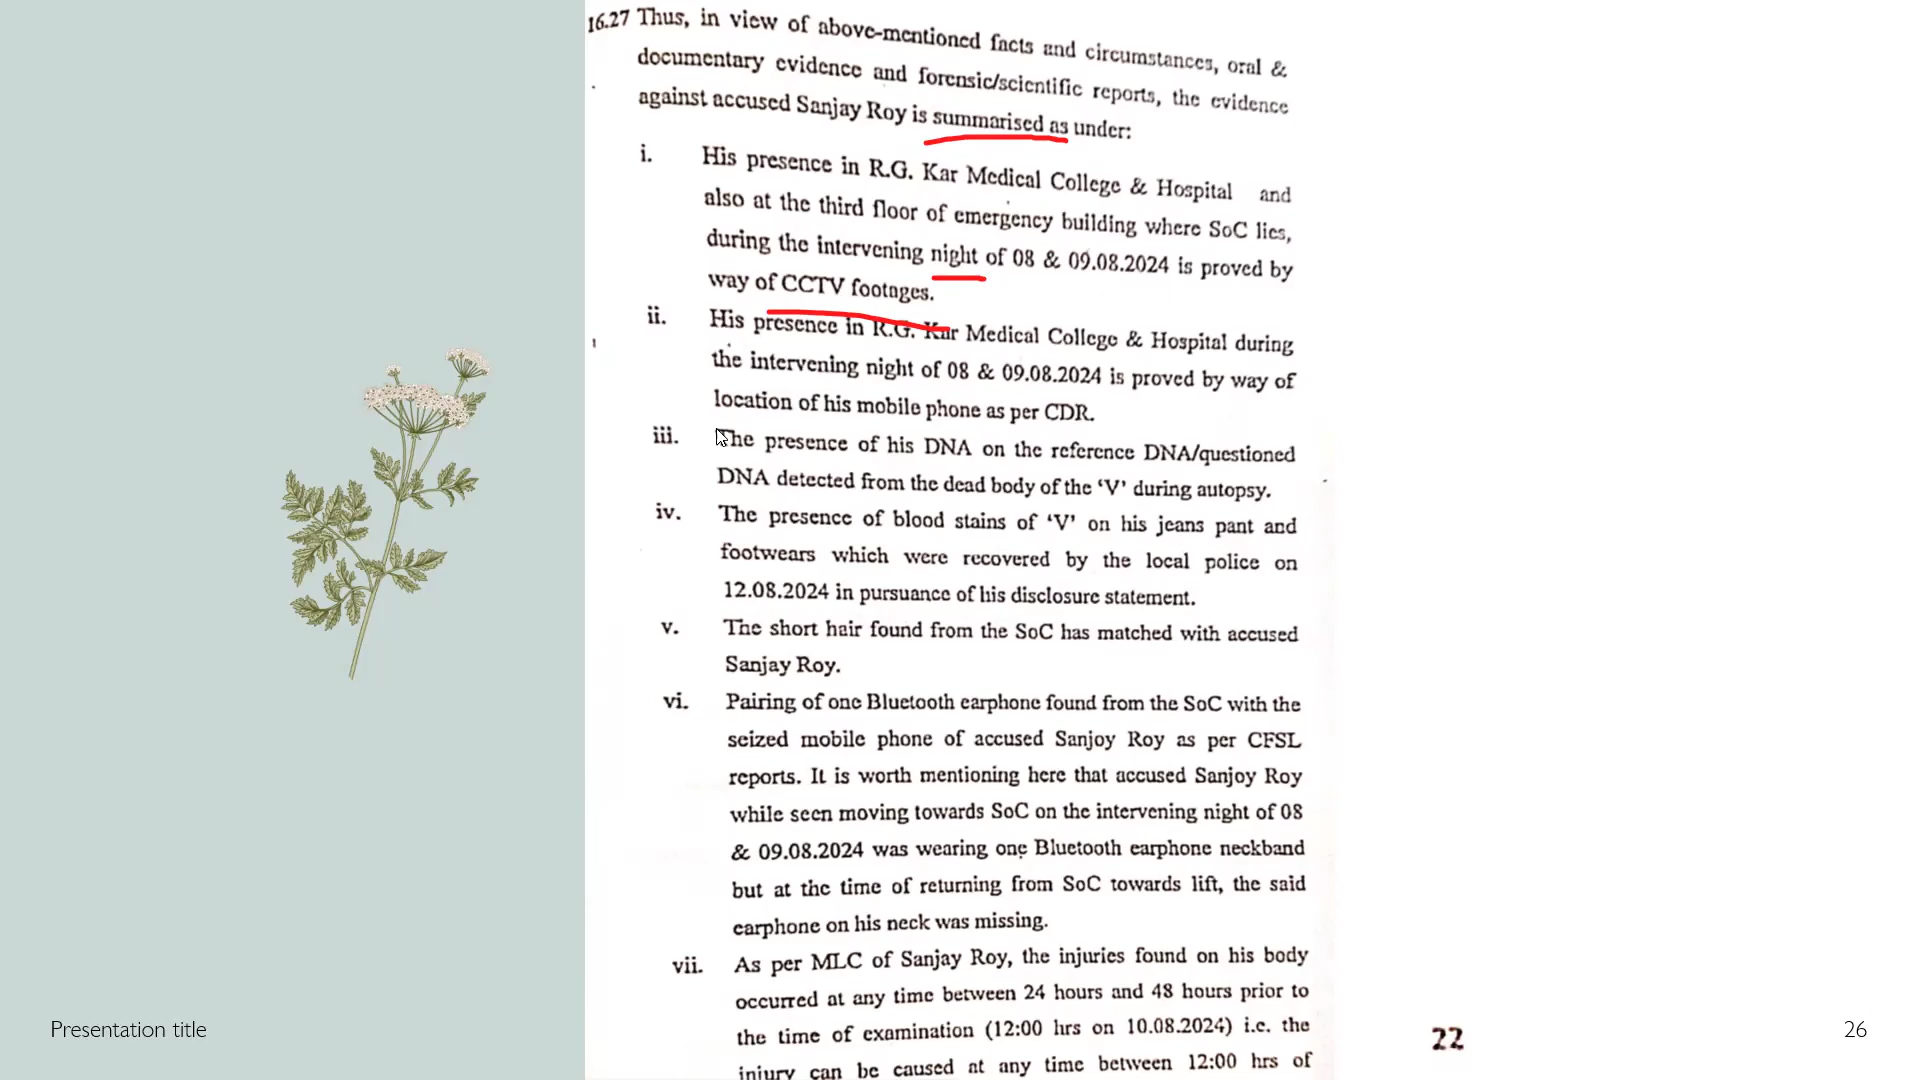 16.27 Thus, in view of above-mentioned facts and circumstances, oral &
documentary evidence and forensic/scientific reports, the evidence
against accused Sanjay Roy is summarised as under:
i. His presence in R.G. Kar Medical College & Hospital and
also at the third floor of emergency building where SoC lies,
during the intervening night of 08 & 09.08.2024 is proved by
way of CCTV footages.
ii. His presence in R.G. Kar Medical College & Hospital during
the intervening night of 08 & 09.08.2024 is proved by way of
location of his mobile phone as per CDR.
iii. The presence of his DNA on the reference DNA/questioned
DNA detected from the dead body of the ‘V’ during autopsy.
iv. The presence of blood stains of ‘V’ on his jeans pant and
footwears which were recovered by the local police on
12.08.2024 in pursuance of his disclosure statement.
v. The short hair found from the SoC has matched with accused
Sanjay Roy.
vi. Pairing of one Bluetooth earphone found from the SoC with the
seized mobile phone of accused Sanjoy Roy as per CFSL
reports. It is worth mentioning here that accused Sanjoy Roy
while seen moving towards SoC on the intervening night of 08
& 09.08.2024 was wearing one Bluetooth earphone neckband
but at the time of returning from SoC towards lift, the said
earphone on his neck was missing.
vii. As per MLC of Sanjay Roy, the injuries found on his body
occurred at any time between 24 hours and 48 hours prior to
the time of examination (12:00 hrs on 10.08.2024) i.e. the
injury can be caused at any time between 12:00 hrs of
Presentation title
22
26